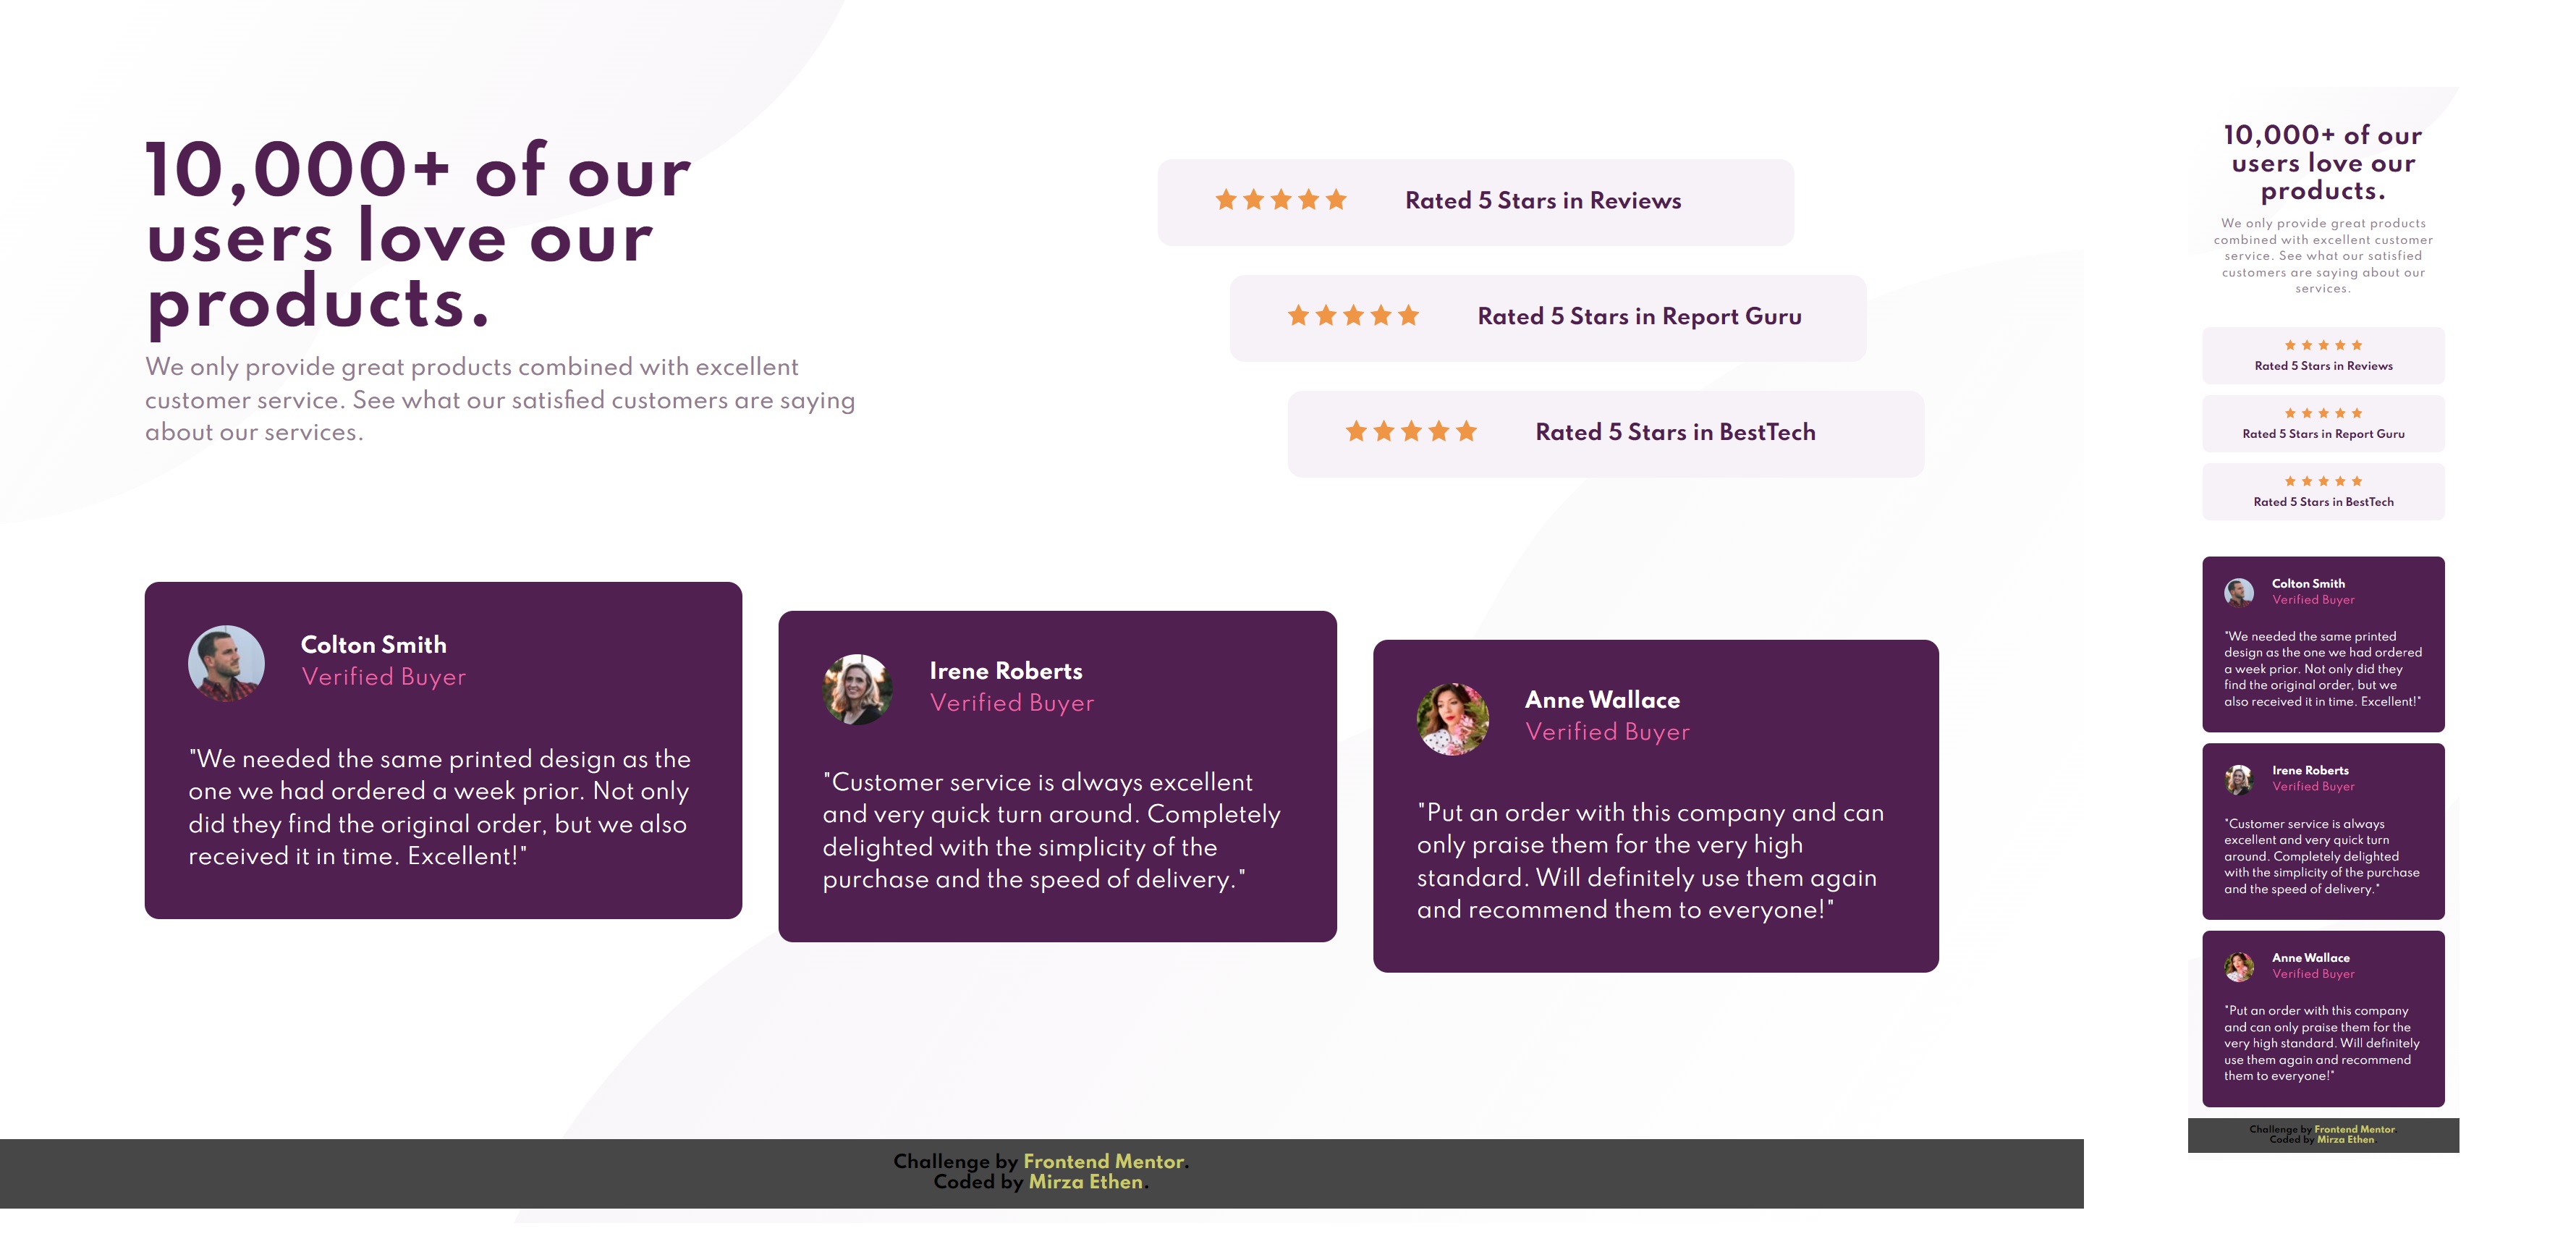 10,000+ of our
users love our
products.
We only provide great products combined with excellent
customer service. See what our satisfied customers are saying
about our services.
Rated 5 Stars in Reviews
Rated 5 Stars in Report Guru
Rated 5 Stars in BestTech
Colton Smith
Verified Buyer
"We needed the same printed design as the
one we had ordered a week prior. Not only
did they find the original order, but we also
received it in time. Excellent!"
Irene Roberts
Verified Buyer
"Customer service is always excellent
and very quick turn around. Completely
delighted with the simplicity of the
purchase and the speed of delivery."
Anne Wallace
Verified Buyer
"Put an order with this company and can
only praise them for the very high
standard. Will definitely use them again
and recommend them to everyone!"
Challenge by Frontend Mentor.
Coded by Mirza Ethen.
10,000+ of our
users love our
products.
We only provide great products
combined with excellent customer
service. See what our satisfied
customers are saying about our
services.
Rated 5 Stars in Reviews
Rated 5 Stars in Report Guru
Rated 5 Stars in BestTech
Colton Smith
Verified Buyer
"We needed the same printed
design as the one we had ordered
a week prior. Not only did they
find the original order, but we
also received it in time. Excellent!"
Irene Roberts
Verified Buyer
"Customer service is always
excellent and very quick turn
around. Completely delighted
with the simplicity of the purchase
and the speed of delivery."
Anne Wallace
Verified Buyer
"Put an order with this company
and can only praise them for the
very high standard. Will definitely
use them again and recommend
them to everyone!"
Challenge by Frontend Mentor.
Coded by Mirza Ethen.